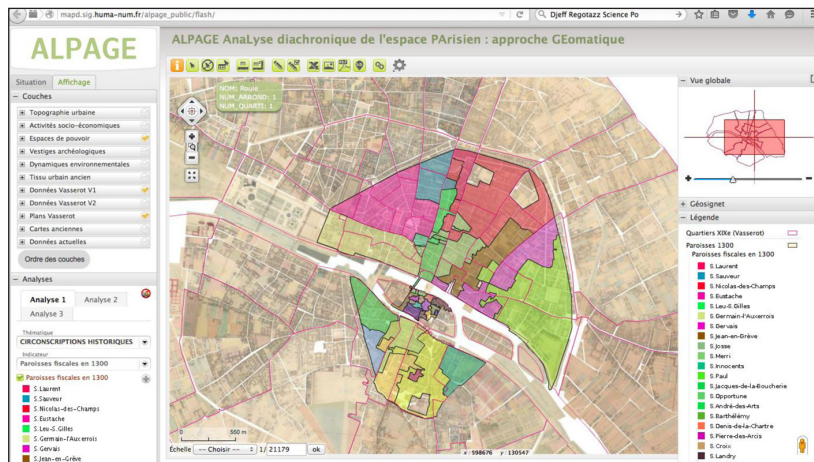 mapd.sig.huma-num.fr/alpage_public/flash/
Djeff Regotazz Science Po
ALPAGE
ALPAGE AnaLyse diachronique de l'espace PArisien : approche GEomatique
Situation
Affichage
Couches
Topographie urbaine
Activités socio-économiques
Espaces de pouvoir
Vestiges archéologiques
Dynamiques environnementales
Tissu urbain ancien
Données Vasserot V1
Données Vasserot V2
Plans Vasserot
Cartes anciennes
Données actuelles
Ordre des couches
Analyses
Analyse 1
Analyse 2
Analyse 3
Thématique
CIRCONSCRIPTIONS HISTORIQUES
Indicateur
Paroisses fiscales en 1300
Paroisses fiscales en 1300
S.Laurent
S.Sauveur
S.Nicolas-des-Champs
S.Eustache
S.Leu-S.Gilles
S.Germain-l'Auxerrois
S.Gervais
S.Jean-en-Grève
NOM: Roule
NUM_ARROND: 1
NUM_QUARTI: 1
0 550 m
Échelle -- Choisir -- 1/ 21179 ok
x : 598676 y : 130547
Vue globale
Géosignet
Légende
Quartiers XIXe (Vasserot)
Paroisses 1300
Paroisses fiscales en 1300
S.Laurent
S.Sauveur
S.Nicolas-des-Champs
S.Eustache
S.Leu-S.Gilles
S.Germain-l'Auxerrois
S.Gervais
S.Jean-en-Grève
S.Josse
S.Merri
S.Innocents
S.Paul
S.Jacques-de-la-Boucherie
S.Opportune
S.André-des-Arts
S.Barthélémy
S.Denis-de-la-Chartre
S.Pierre-des-Arcis
S.Croix
S.Landry